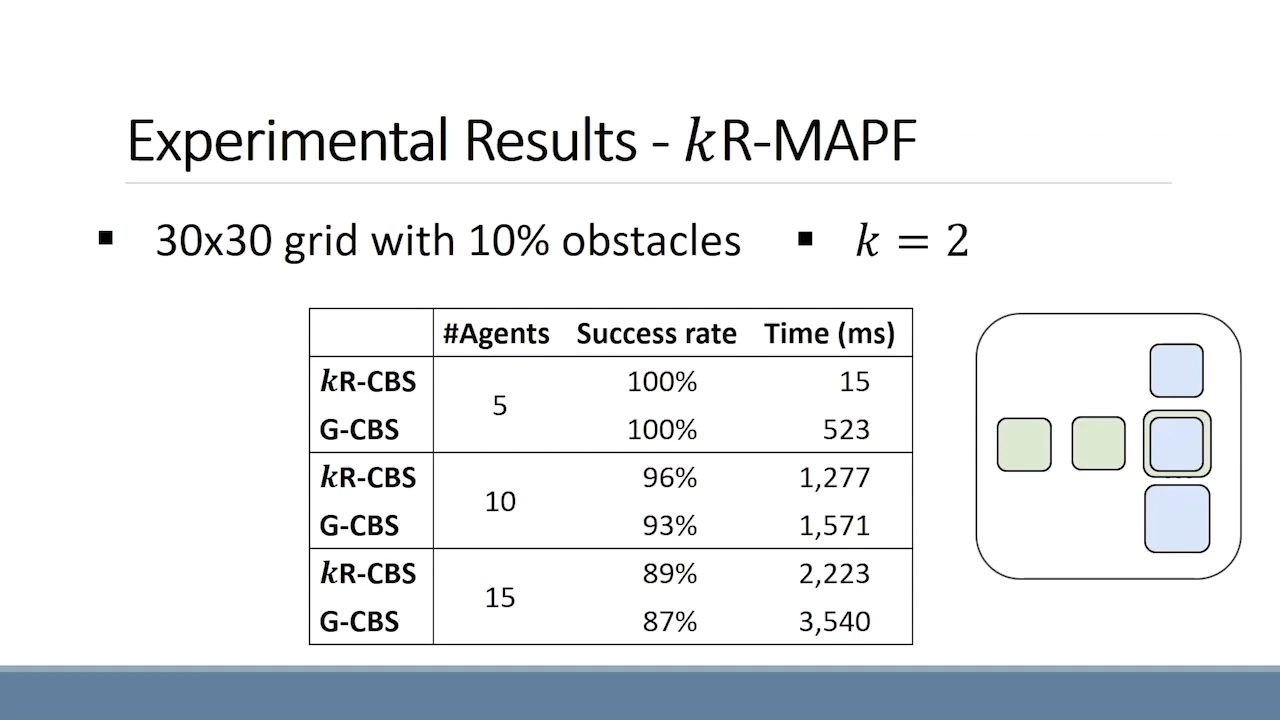 Experimental Results - kR-MAPF
▪ 30x30 grid with 10% obstacles ▪ k = 2
#Agents Success rate Time (ms)
kR-CBS 5 100% 15
G-CBS 100% 523
kR-CBS 10 96% 1,277
G-CBS 93% 1,571
kR-CBS 15 89% 2,223
G-CBS 87% 3,540